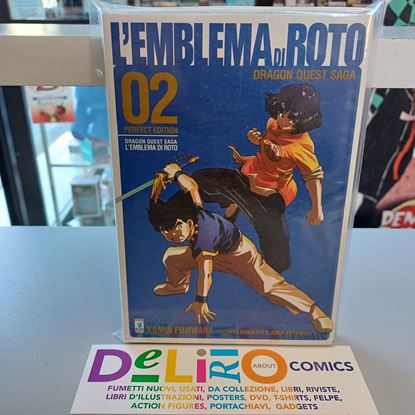 L'EMBLEMA DI ROTO
DRAGON QUEST SAGA
02
PERFECT EDITION
DRAGON QUEST SAGA
L'EMBLEMA DI ROTO
KAMUI FUJIWARA
DELIRIO ABOUT COMICS
FUMETTI NUOVI, USATI, DA COLLEZIONE, LIBRI, RIVISTE,
LIBRI D'ILLUSTRAZIONI, POSTERS, DVD, T-SHIRTS, FELPE,
ACTION FIGURES, PORTACHIAVI, GADGETS